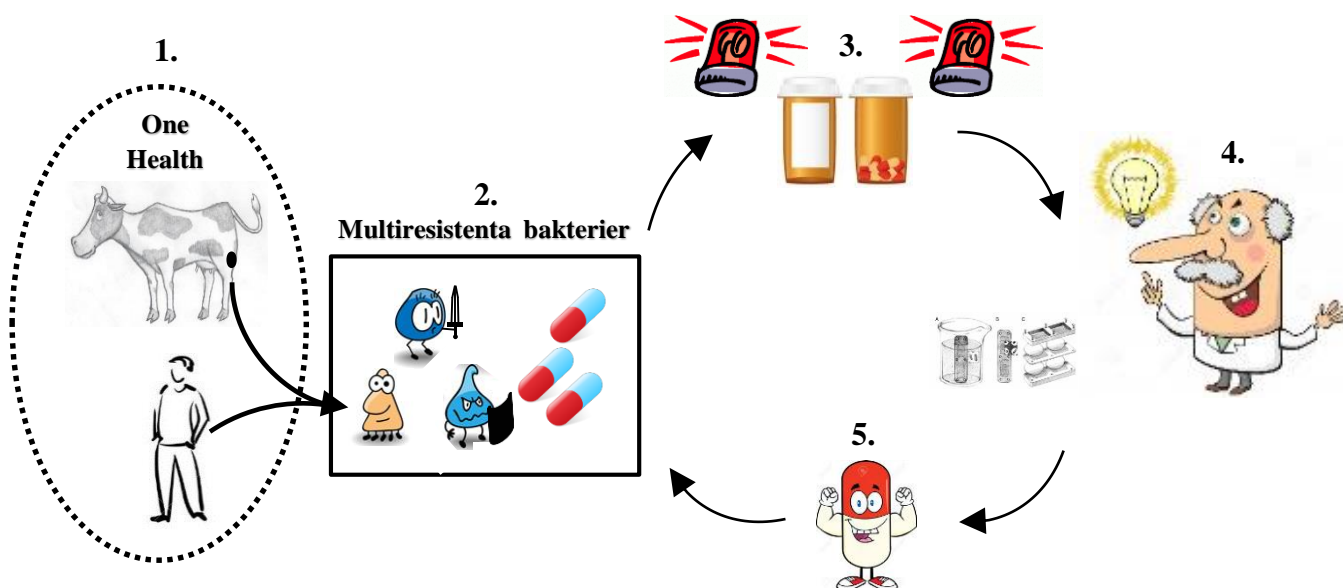 1.
One
Health
2.
Multiresistenta bakterier
3.
4.
5.